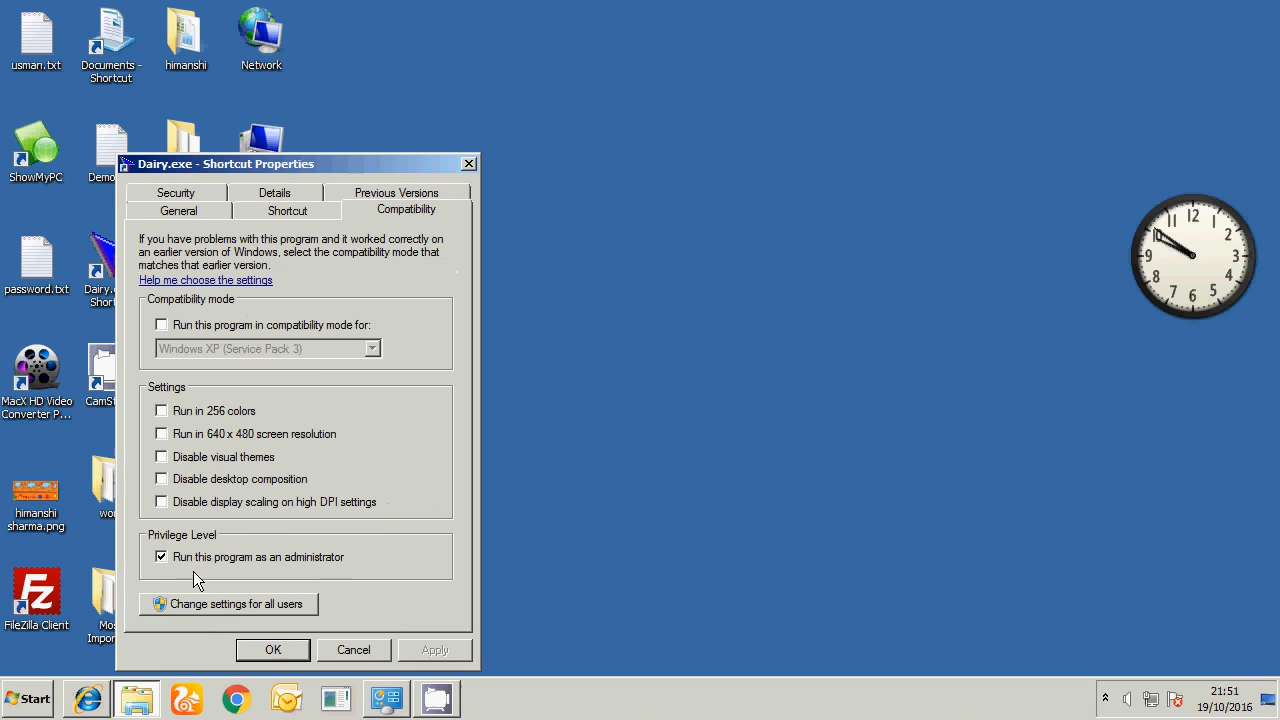 usman.txt
Documents -
Shortcut
himanshi
Network
ShowMyPC
Demo
Dairy.exe - Shortcut Properties
Security
Details
Previous Versions
General
Shortcut
Compatibility
If you have problems with this program and it worked correctly on
an earlier version of Windows, select the compatibility mode that
matches that earlier version.
Help me choose the settings
Compatibility mode
Run this program in compatibility mode for:
Windows XP (Service Pack 3)
Settings
Run in 256 colors
Run in 640 x 480 screen resolution
Disable visual themes
Disable desktop composition
Disable display scaling on high DPI settings
Privilege Level
Run this program as an administrator
Change settings for all users
OK
Cancel
Apply
password.txt
Dairy.
Short
MacX HD Video
Converter P...
CamSt
himanshi
sharma.png
wor
FileZilla Client
Mos
Impor
12
1
2
3
4
5
6
7
8
9
10
11
Start
21:51
19/10/2016